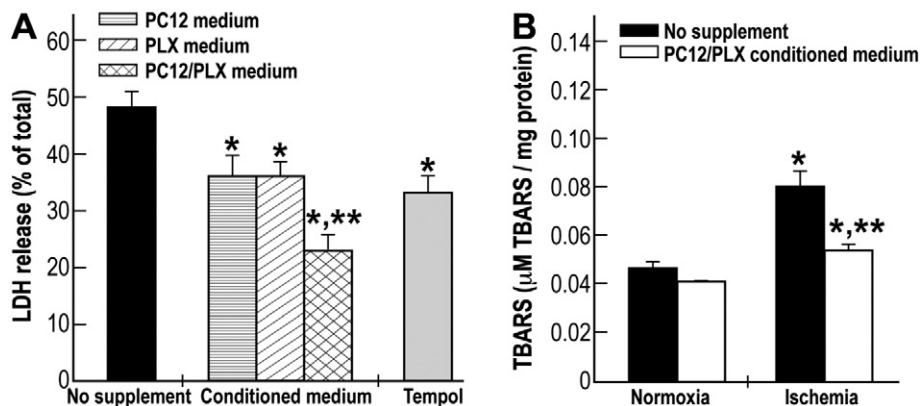 A
PC12 medium
PLX medium
PC12/PLX medium
LDH release (% of total)
60
50
40
30
20
10
0
*
*
*,**
*
No supplement
Conditioned medium
Tempol
B
No supplement
PC12/PLX conditioned medium
TBARS (μM TBARS / mg protein)
0.14
0.12
0.10
0.08
0.06
0.04
0.02
0
*
*,**
Normoxia
Ischemia